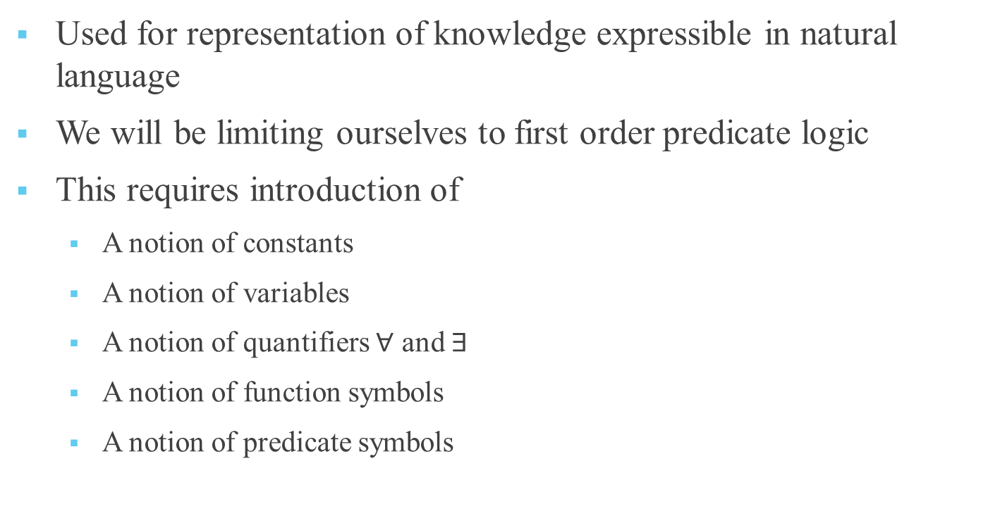 ▪ Used for representation of knowledge expressible in natural
language
▪ We will be limiting ourselves to first order predicate logic
▪ This requires introduction of
▪ A notion of constants
▪ A notion of variables
▪ A notion of quantifiers ∀ and ∃
▪ A notion of function symbols
▪ A notion of predicate symbols